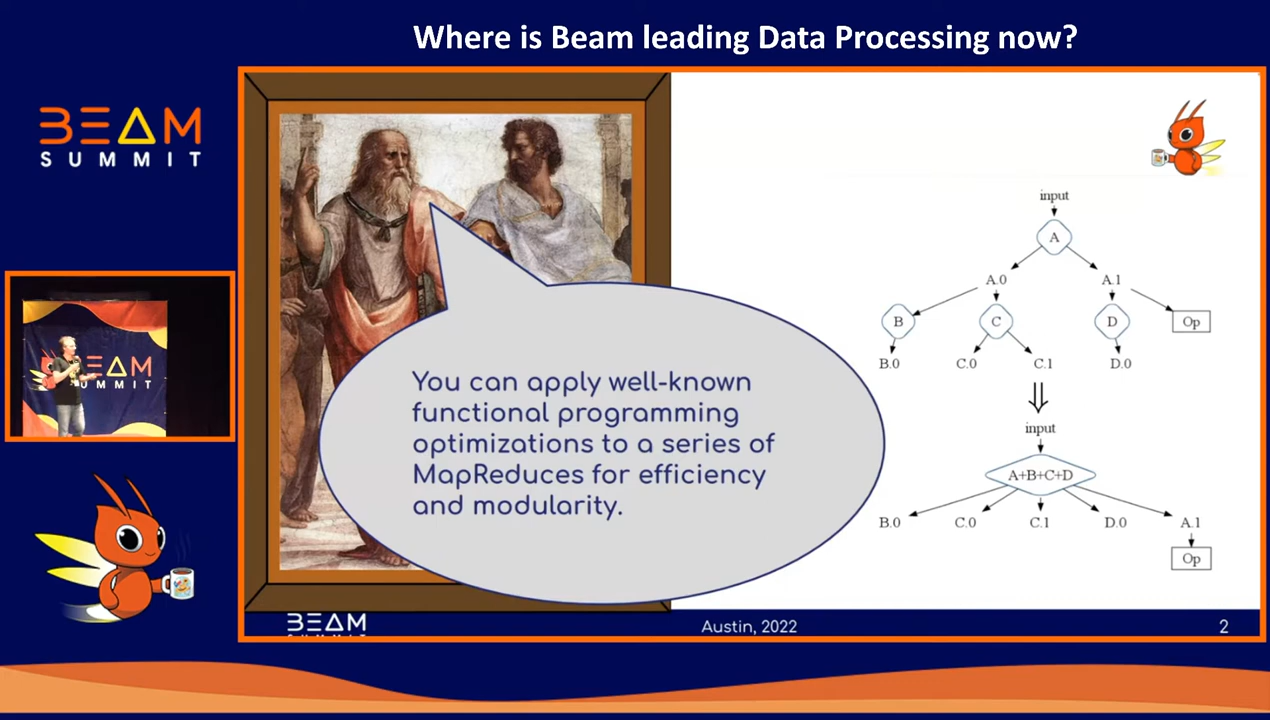 Where is Beam leading Data Processing now?
BEAM
SUMMIT
BEAM
SUMMIT
You can apply well-known
functional programming
optimizations to a series of
MapReduces for efficiency
and modularity.
input
A
A.0 A.1
B C D Op
B.0 C.0 C.1 D.0
input
A+B+C+D
B.0 C.0 C.1 D.0 A.1
Op
BEAM
Austin, 2022
2